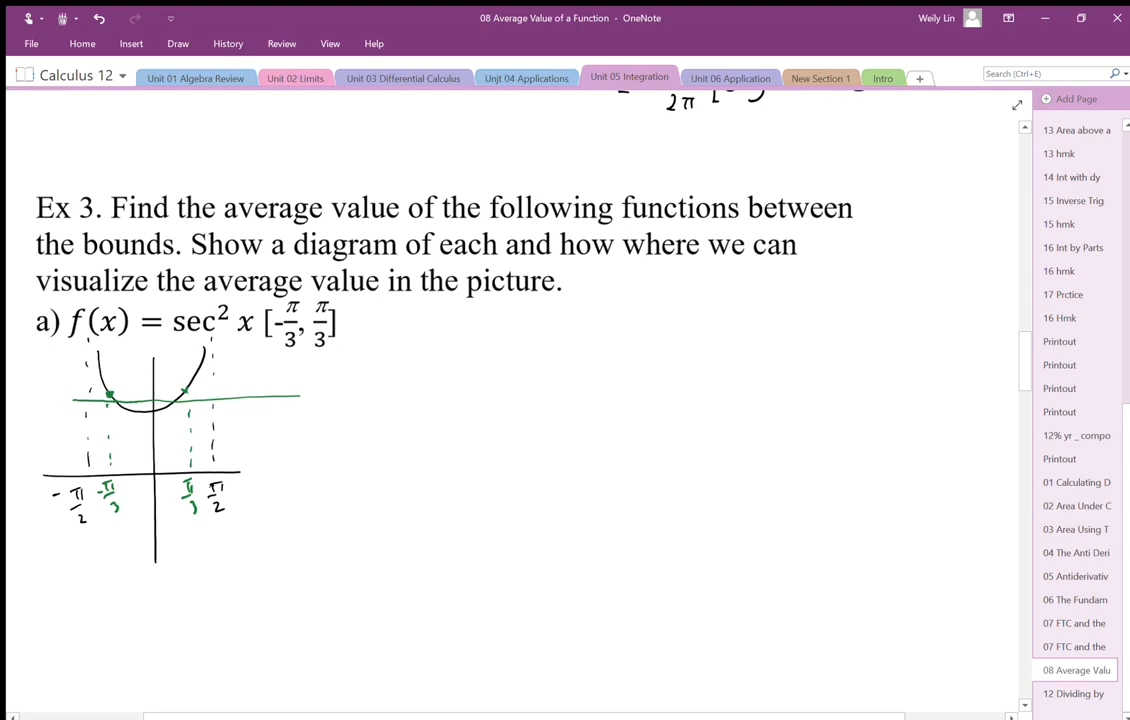 08 Average Value of a Function - OneNote
Weily Lin
File Home Insert Draw History Review View Help
Calculus 12
Unit 01 Algebra Review
Unit 02 Limits
Unit 03 Differential Calculus
Unit 04 Applications
Unit 05 Integration
Unit 06 Application
New Section 1
Intro
Search (Ctrl+E)
Add Page
2π
Ex 3. Find the average value of the following functions between
the bounds. Show a diagram of each and how where we can
visualize the average value in the picture.
a) f(x) = sec² x [-π/3, π/3]
-π/2 -π/3 π/3 π/2
13 Area above a
13 hmk
14 Int with dy
15 Inverse Trig
15 hmk
16 Int by Parts
16 hmk
17 Prctice
18 Hmk
Printout
Printout
Printout
Printout
12% yr _ compo
Printout
01 Calculating D
02 Area Under C
03 Area Using T
04 The Anti Deri
05 Antiderivativ
06 The Fundam
07 FTC and the
07 FTC and the
08 Average Valu
12 Dividing by